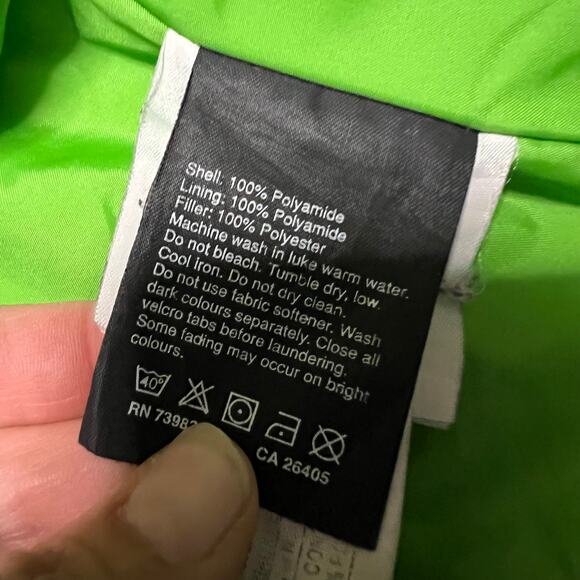 Shell: 100% Polyamide
Lining: 100% Polyamide
Filler: 100% Polyester
Machine wash in luke warm water.
Do not bleach. Tumble dry, low.
Cool Iron. Do not dry clean.
Do not use fabric softener. Wash
dark colours separately. Close all
velcro tabs before laundering.
Some fading may occur on bright
colours.
40°
RN 7398
CA 26405